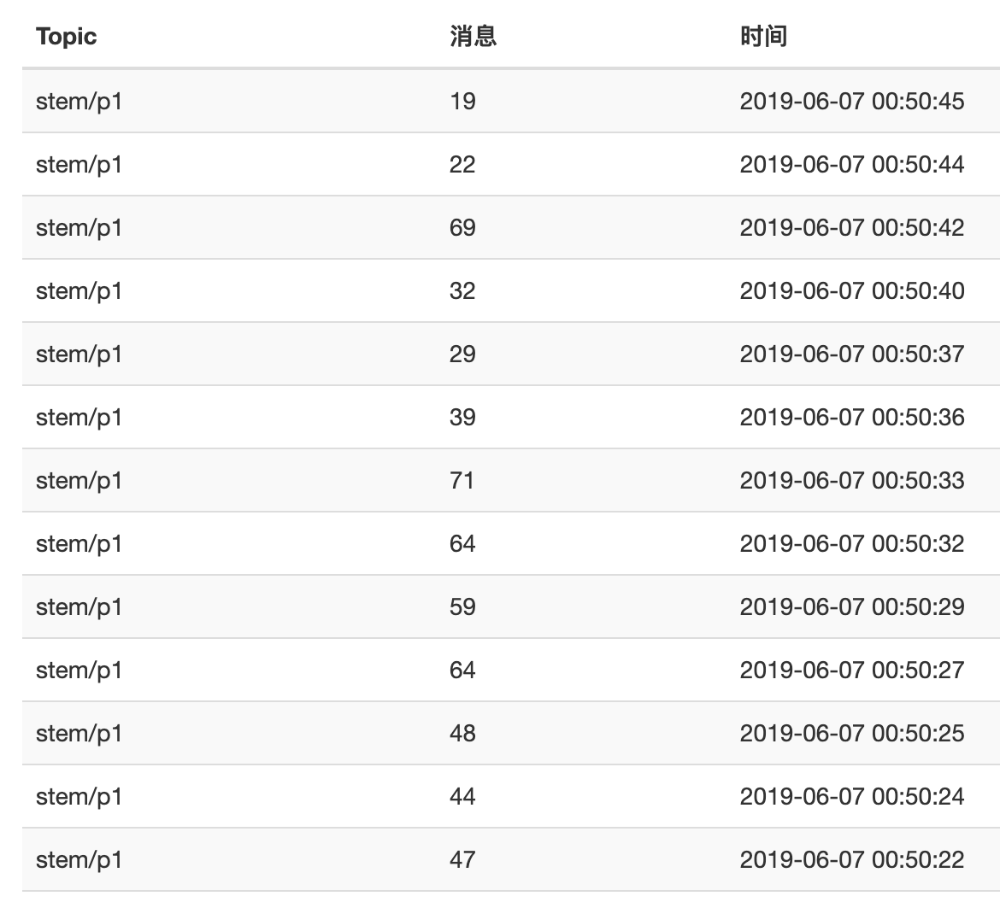 Topic 消息 时间
stem/p1 19 2019-06-07 00:50:45
stem/p1 22 2019-06-07 00:50:44
stem/p1 69 2019-06-07 00:50:42
stem/p1 32 2019-06-07 00:50:40
stem/p1 29 2019-06-07 00:50:37
stem/p1 39 2019-06-07 00:50:36
stem/p1 71 2019-06-07 00:50:33
stem/p1 64 2019-06-07 00:50:32
stem/p1 59 2019-06-07 00:50:29
stem/p1 64 2019-06-07 00:50:27
stem/p1 48 2019-06-07 00:50:25
stem/p1 44 2019-06-07 00:50:24
stem/p1 47 2019-06-07 00:50:22